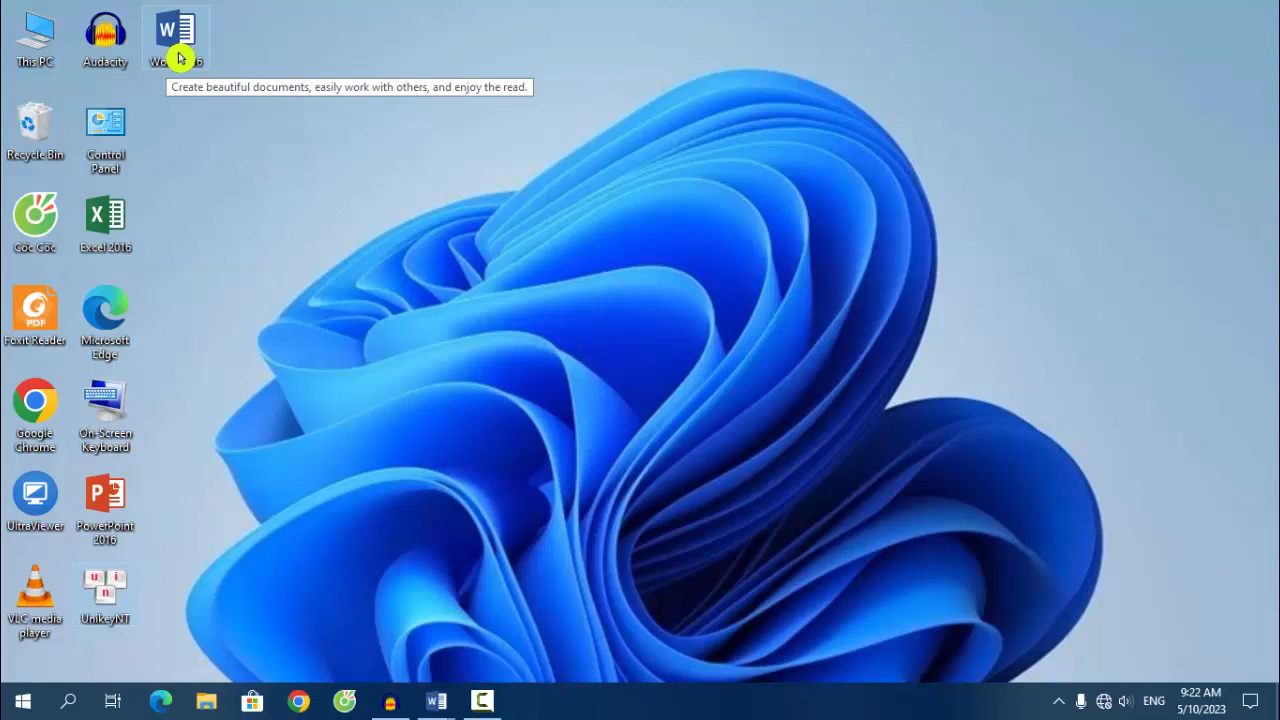 This PC
Audacity
Create beautiful documents, easily work with others, and enjoy the read.
Recycle Bin
Control
Panel
Cốc Cốc
Excel 2016
PDF
Foxit Reader
Microsoft
Edge
Google
Chrome
On-Screen
Keyboard
UltraViewer
PowerPoint
2016
VLC media
player
u i
n
UnikeyNT
ENG
9:22 AM
5/10/2023